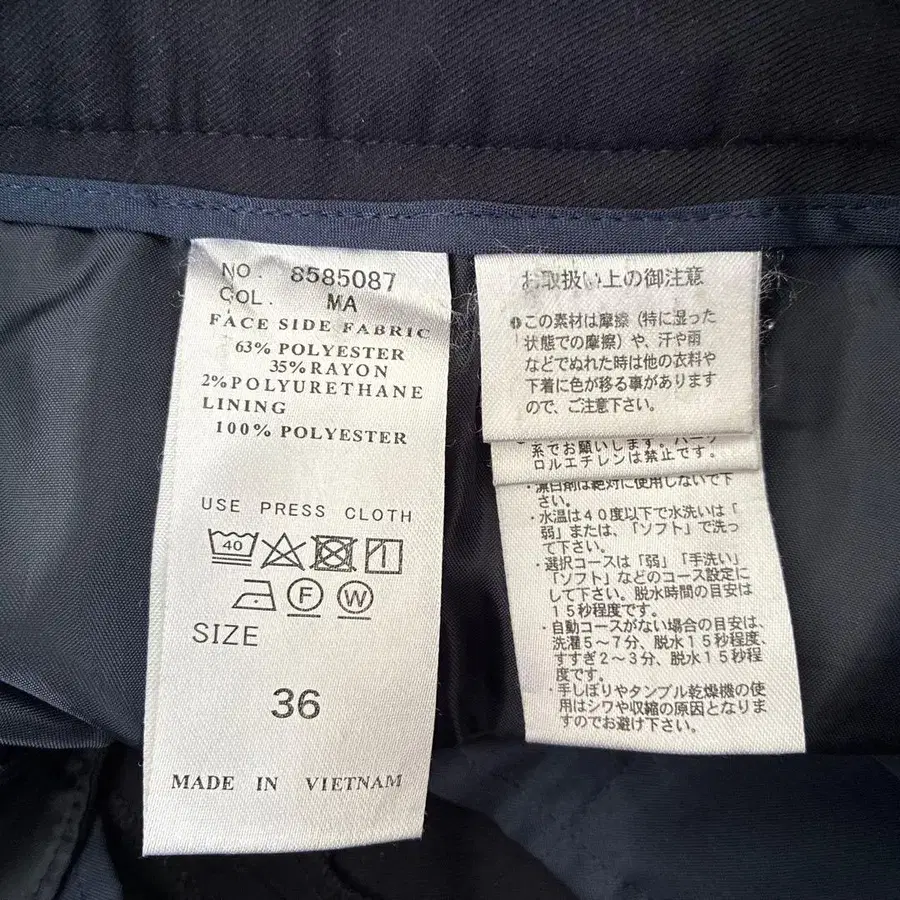 NO. 8585087
COL. MA
FACE SIDE FABRIC
63% POLYESTER
35% RAYON
2% POLYURETHANE
LINING
100% POLYESTER
USE PRESS CLOTH
40
F
W
SIZE
36
MADE IN VIETNAM
お取扱い上の御注意
この素材は摩擦（特に湿った
状態での摩擦）や、汗や雨
などでぬれた時は他の衣料や
下着に色が移る事があります
ので、ご注意下さい。
系でお願いします。パーク
ロルエチレンは禁止です。
・漂白剤は絶対に使用しないで下
さい。
・水温は４０度以下で水洗いは「
弱」または、「ソフト」で洗っ
て下さい。
・選択コースは「弱」「手洗い」
「ソフト」などのコース設定に
して下さい。脱水時間の目安は
１５秒程度です。
・自動コースがない場合の目安は、
洗濯５～７分、脱水１５秒程度、
すすぎ２～３分、脱水１５秒程
度です。
・手しぼりやタンブル乾燥機の使
用はシワや収縮の原因となりま
すのでお避け下さい。